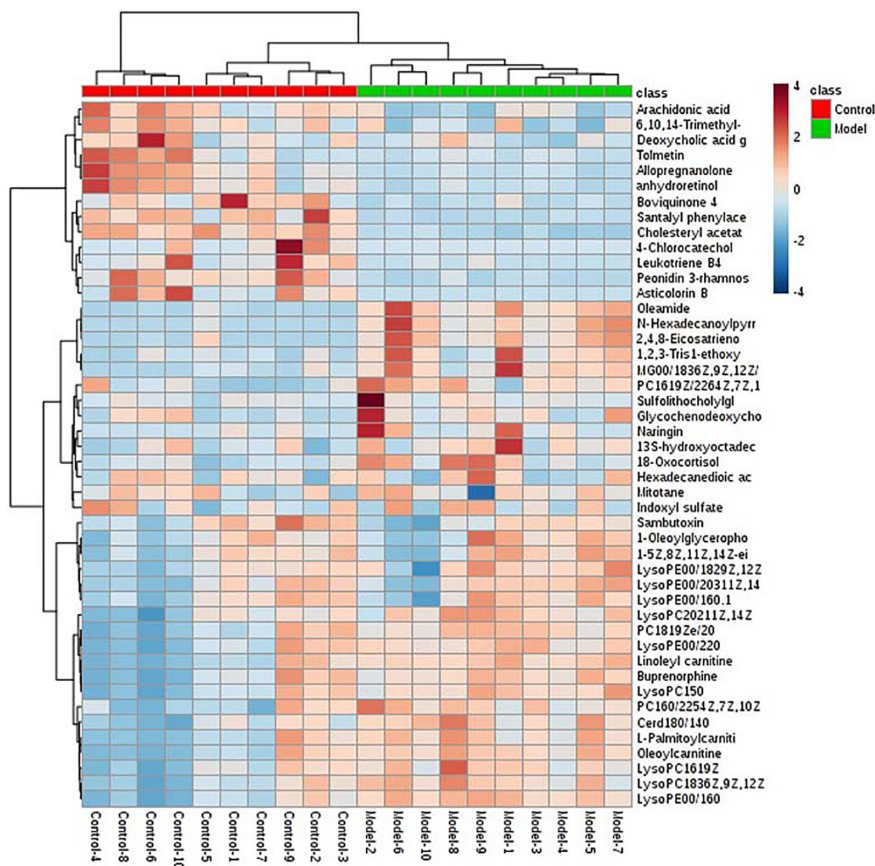 class
Arachidonic acid
6,10,14-Trimethyl-
Deoxycholic acid g
Tolmetin
Allopregnanolone
anhydroretinol
Boviquinone 4
Santalyl phenylace
Cholesteryl acetat
4-Chlorocatechol
Leukotriene B4
Peonidin 3-rhamnos
Asticolorin B
Oleamide
N-Hexadecanoylpyrr
2,4,8-Eicosatrieno
1,2,3-Tris1-ethoxy
MG00/1836Z,9Z,12Z/
PC1619Z/2264Z,7Z,1
Sulfolithocholylgl
Glycochenodeoxycho
Naringin
13S-hydroxyoctadec
18-Oxocortisol
Hexadecanedioic ac
Mitotane
Indoxyl sulfate
Sambutoxin
1-Oleoylglyceropho
1-5Z,8Z,11Z,14Z-ei
LysoPE00/1829Z,12Z
LysoPE00/20311Z,14
LysoPE00/160.1
LysoPC20211Z,14Z
PC1819Ze/20
LysoPE00/220
Linoleyl carnitine
Buprenorphine
LysoPC150
PC160/2254Z,7Z,10Z
Cerd180/140
L-Palmitoylcarniti
Oleoylcarnitine
LysoPC1619Z
LysoPC1836Z,9Z,12Z
LysoPE00/160
Control-4
Control-8
Control-6
Control-10
Control-5
Control-1
Control-7
Control-9
Control-2
Control-3
Model-2
Model-6
Model-10
Model-8
Model-9
Model-1
Model-3
Model-4
Model-5
Model-7
4
2
0
-2
-4
class
Control
Model